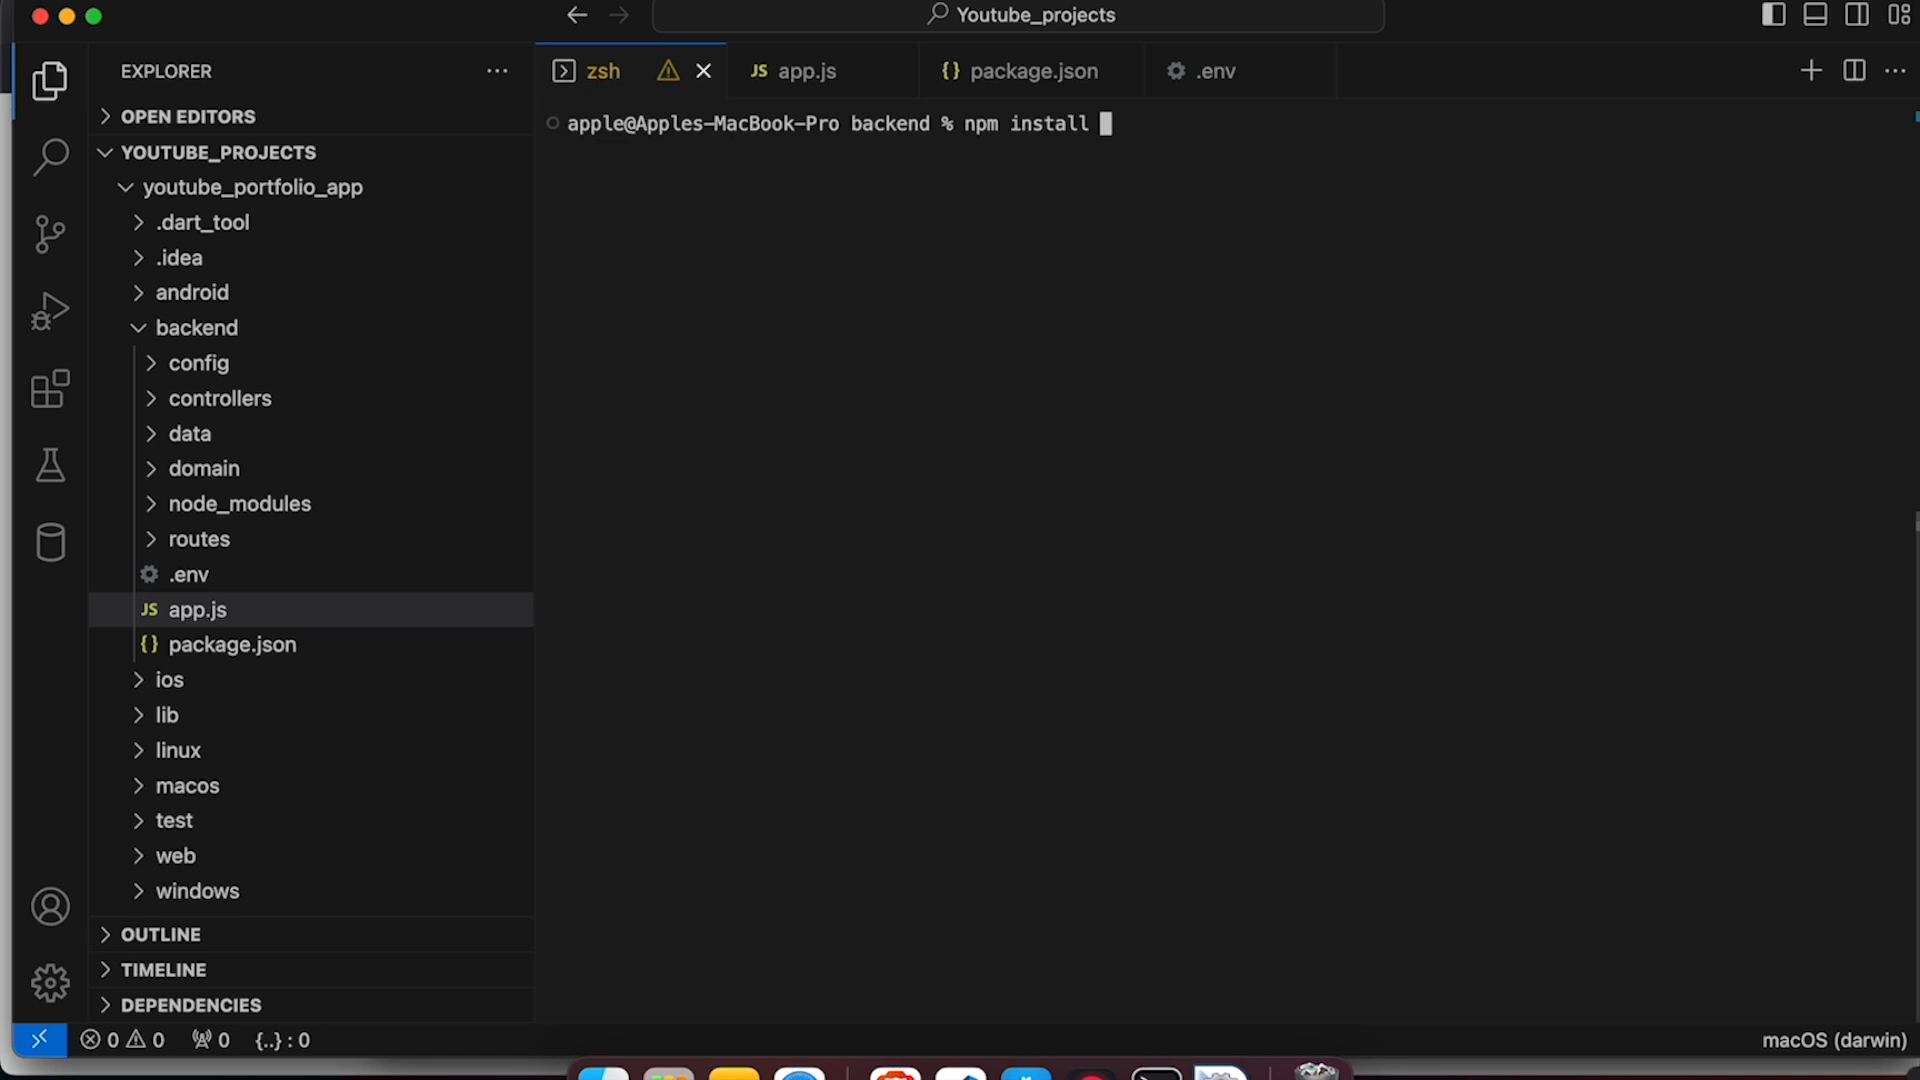 Youtube_projects
EXPLORER
zsh
JS app.js
{} package.json
.env
OPEN EDITORS
apple@Apples-MacBook-Pro backend % npm install
YOUTUBE_PROJECTS
youtube_portfolio_app
.dart_tool
.idea
android
backend
config
controllers
data
domain
node_modules
routes
.env
JS app.js
{} package.json
ios
lib
linux
macos
test
web
windows
OUTLINE
TIMELINE
DEPENDENCIES
0 0 0 {..} : 0
macOS (darwin)